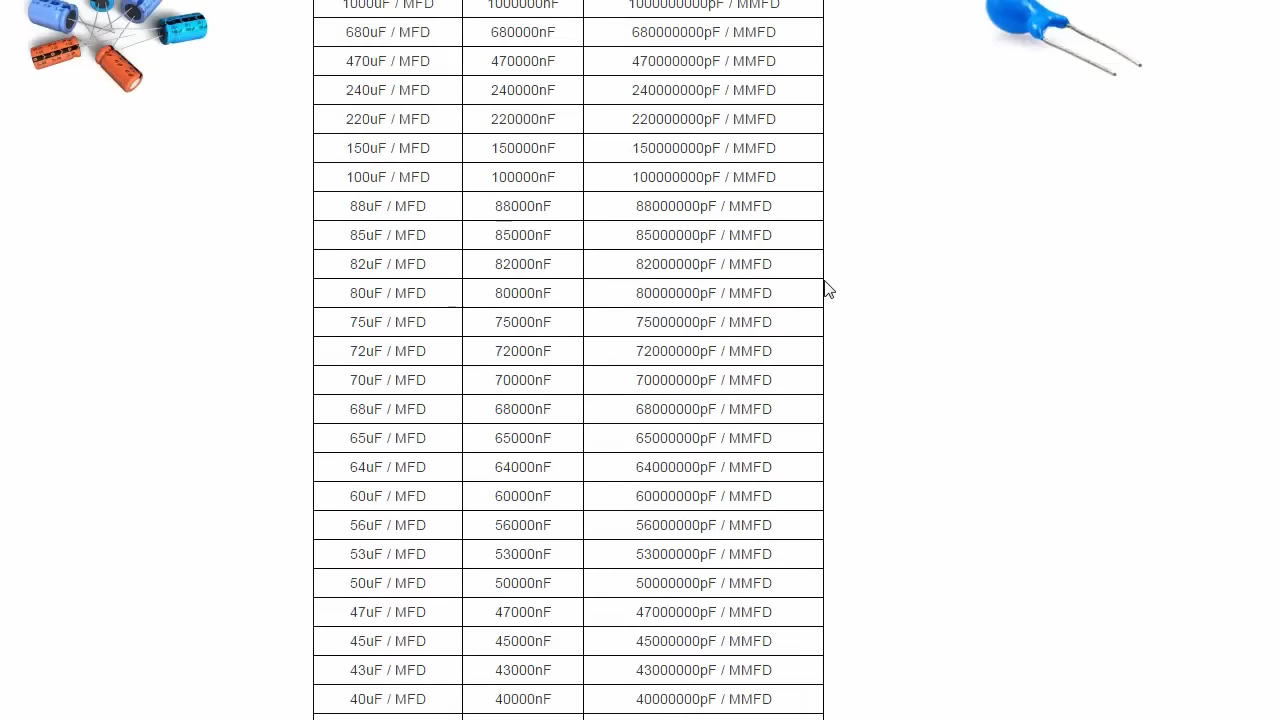 1000uF / MFD 1000000nF 1000000000pF / MMFD
680uF / MFD 680000nF 680000000pF / MMFD
470uF / MFD 470000nF 470000000pF / MMFD
240uF / MFD 240000nF 240000000pF / MMFD
220uF / MFD 220000nF 220000000pF / MMFD
150uF / MFD 150000nF 150000000pF / MMFD
100uF / MFD 100000nF 100000000pF / MMFD
88uF / MFD 88000nF 88000000pF / MMFD
85uF / MFD 85000nF 85000000pF / MMFD
82uF / MFD 82000nF 82000000pF / MMFD
80uF / MFD 80000nF 80000000pF / MMFD
75uF / MFD 75000nF 75000000pF / MMFD
72uF / MFD 72000nF 72000000pF / MMFD
70uF / MFD 70000nF 70000000pF / MMFD
68uF / MFD 68000nF 68000000pF / MMFD
65uF / MFD 65000nF 65000000pF / MMFD
64uF / MFD 64000nF 64000000pF / MMFD
60uF / MFD 60000nF 60000000pF / MMFD
56uF / MFD 56000nF 56000000pF / MMFD
53uF / MFD 53000nF 53000000pF / MMFD
50uF / MFD 50000nF 50000000pF / MMFD
47uF / MFD 47000nF 47000000pF / MMFD
45uF / MFD 45000nF 45000000pF / MMFD
43uF / MFD 43000nF 43000000pF / MMFD
40uF / MFD 40000nF 40000000pF / MMFD